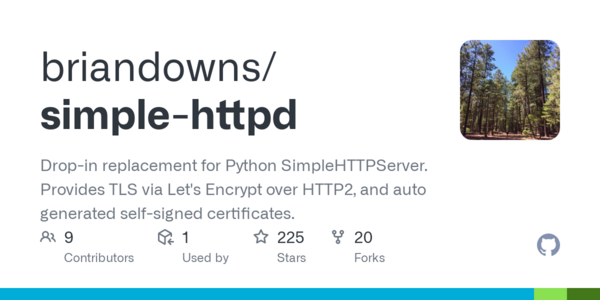 briandowns/
simple-httpd
Drop-in replacement for Python SimpleHTTPServer.
Provides TLS via Let's Encrypt over HTTP2, and auto
generated self-signed certificates.
9 1 225 20
Contributors Used by Stars Forks